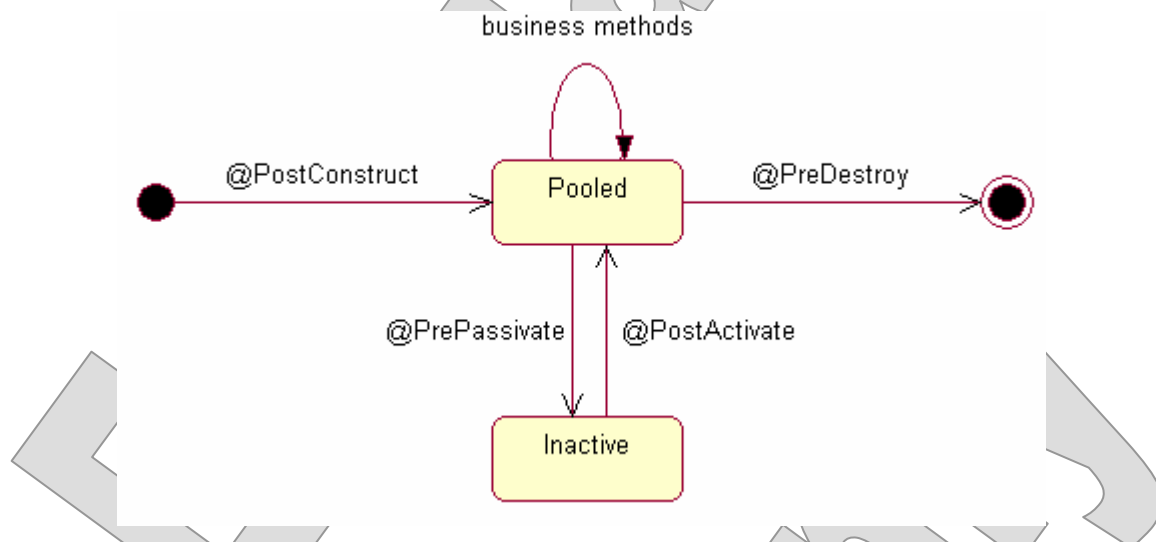 business methods
@PostConstruct
Pooled
@PreDestroy
@PrePassivate
@PostActivate
Inactive